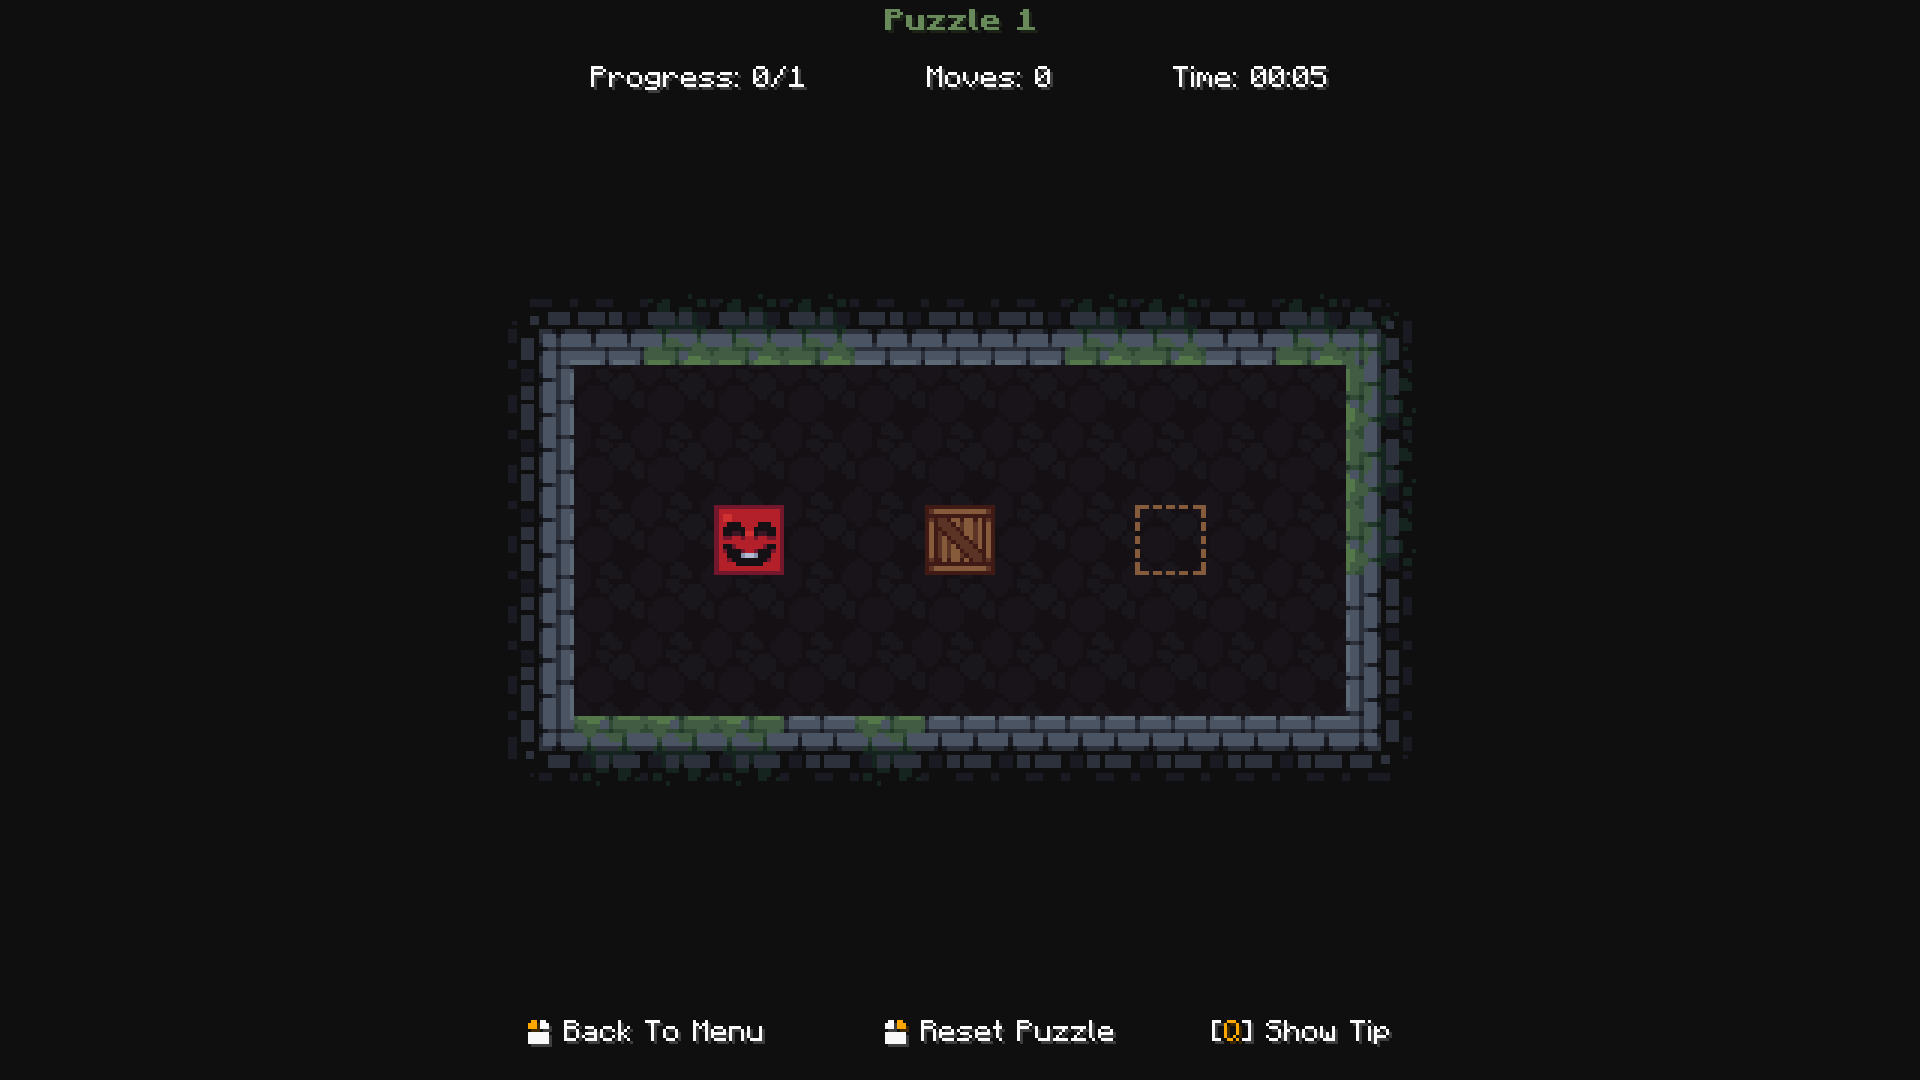 Puzzle 1
Progress: 0/1 Moves: 0 Time: 00:05
Back To Menu Reset Puzzle [Q] Show Tip